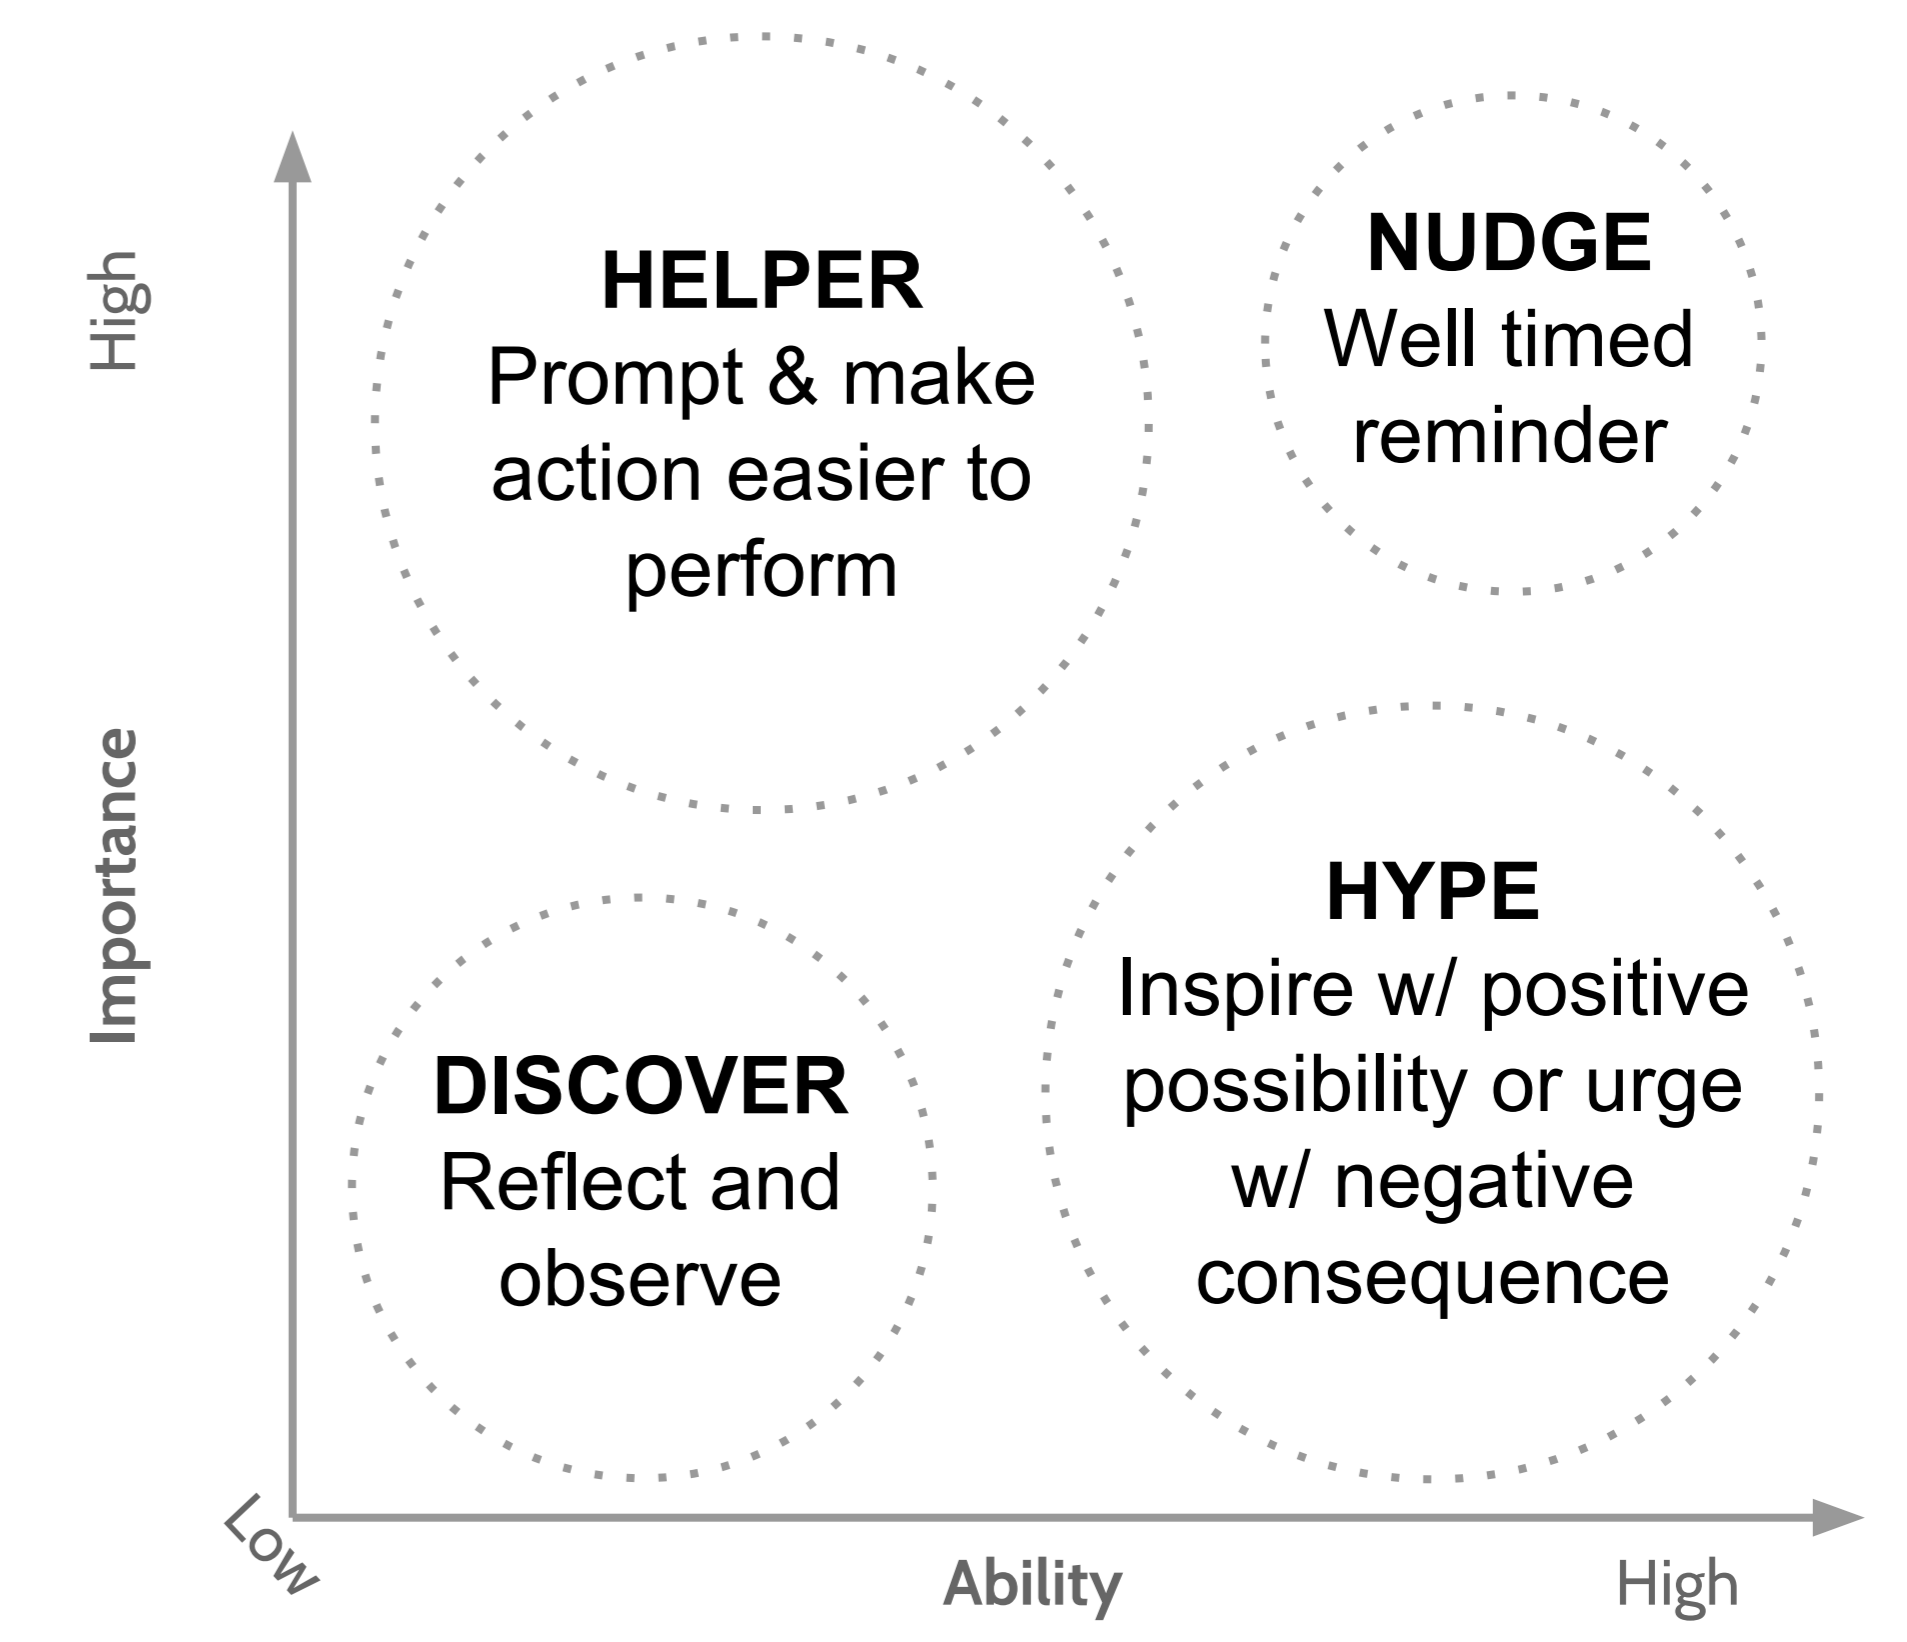 High
Importance
Low
HELPER
Prompt & make
action easier to
perform
NUDGE
Well timed
reminder
DISCOVER
Reflect and
observe
HYPE
Inspire w/ positive
possibility or urge
w/ negative
consequence
Ability
High